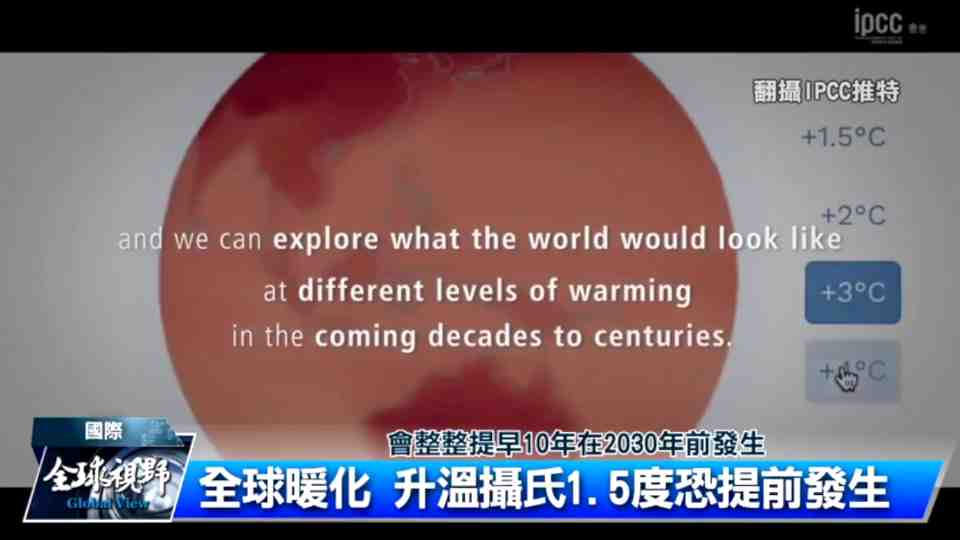 ipcc
翻攝IPCC推特
+1.5°C
+2°C
and we can explore what the world would look like
+3°C
at different levels of warming
in the coming decades to centuries.
+4°C
國際
會整整提早10年在2030年前發生
全球視野
Global View
全球暖化 升溫攝氏1.5度恐提前發生